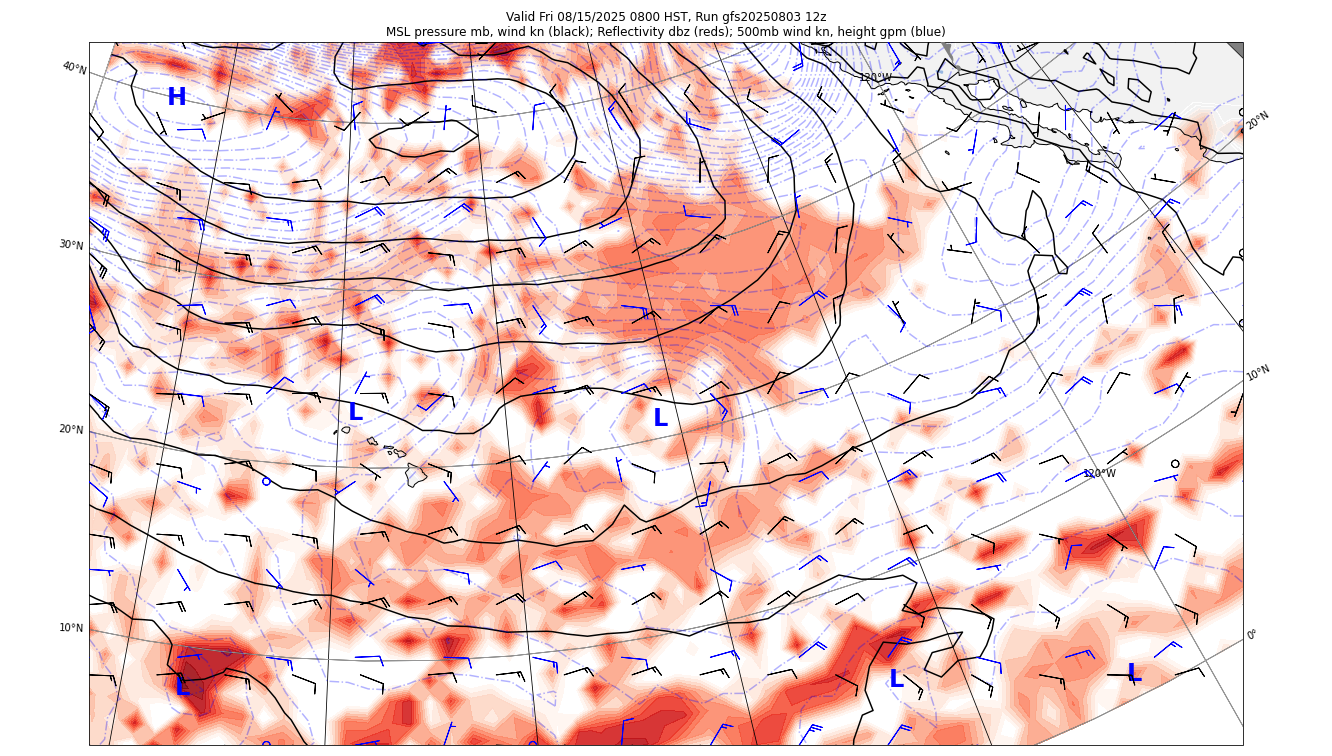 Valid Fri 08/15/2025 0800 HST, Run gfs20250803 12z
MSL pressure mb, wind kn (black); Reflectivity dbz (reds); 500mb wind kn, height gpm (blue)
40°N
120°W
H
20°N
30°N
10°N
L
L
20°N
120°W
10°N
0°
L
L
L